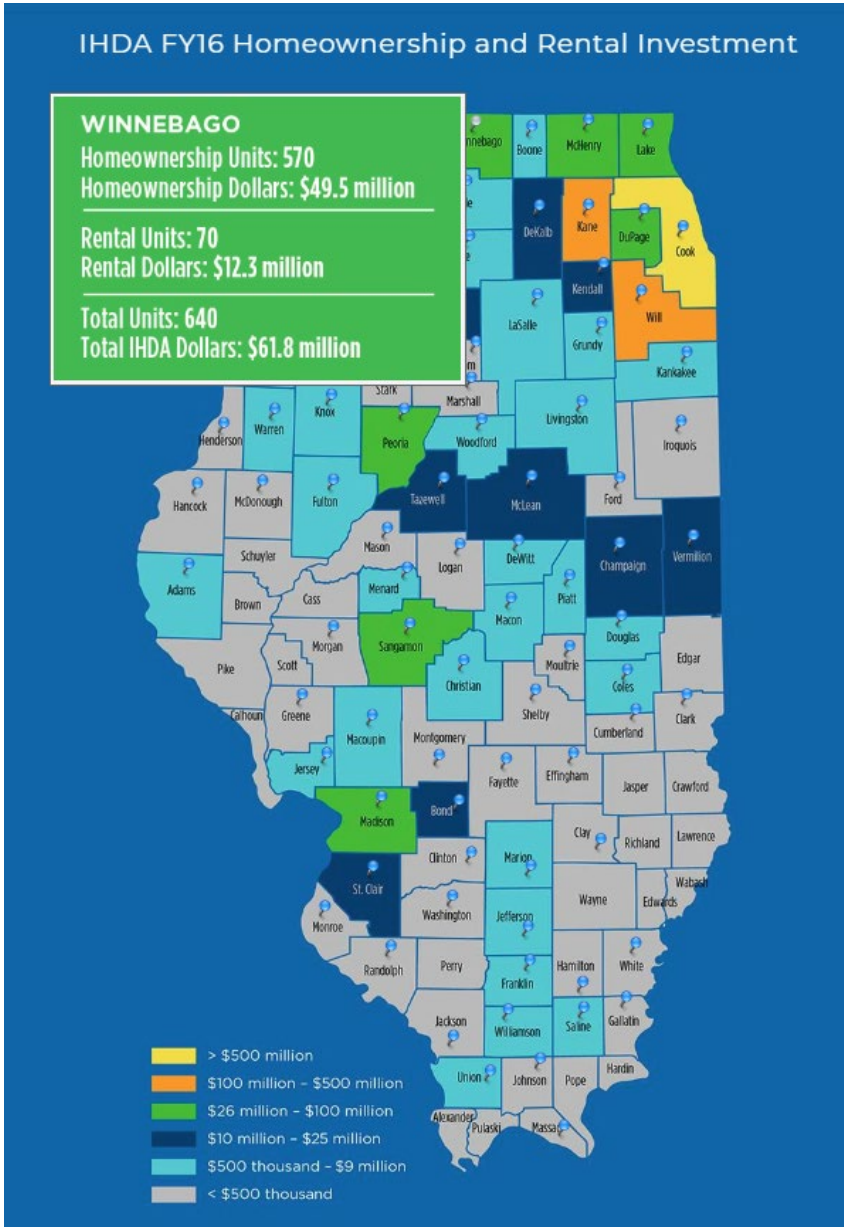 IHDA FY16 Homeownership and Rental Investment
WINNEBAGO
Homeownership Units: 570
Homeownership Dollars: $49.5 million
Rental Units: 70
Rental Dollars: $12.3 million
Total Units: 640
Total IHDA Dollars: $61.8 million
nnebago
Boone
McHenry
Lake
DeKalb
Kane
DuPage
Cook
Kendall
LaSalle
Will
Grundy
Kankakee
Stark
Marshall
Henderson
Warren
Knox
Peoria
Woodford
Livingston
Iroquois
Hancock
McDonough
Fulton
Tazewell
McLean
Ford
Mason
Logan
DeWitt
Champaign
Vermilion
Schuyler
Adams
Brown
Cass
Menard
Piatt
Macon
Douglas
Pike
Scott
Morgan
Sangamon
Christian
Moultrie
Coles
Edgar
Calhoun
Greene
Macoupin
Montgomery
Shelby
Cumberland
Clark
Jersey
Fayette
Effingham
Jasper
Crawford
Madison
Bond
Clay
Richland
Lawrence
St. Clair
Clinton
Marion
Wayne
Edwards
Wabash
Monroe
Washington
Jefferson
Randolph
Perry
Franklin
Hamilton
White
Jackson
Williamson
Saline
Gallatin
Union
Johnson
Pope
Hardin
Alexander
Pulaski
Massac
> $500 million
$100 million – $500 million
$26 million – $100 million
$10 million – $25 million
$500 thousand – $9 million
< $500 thousand